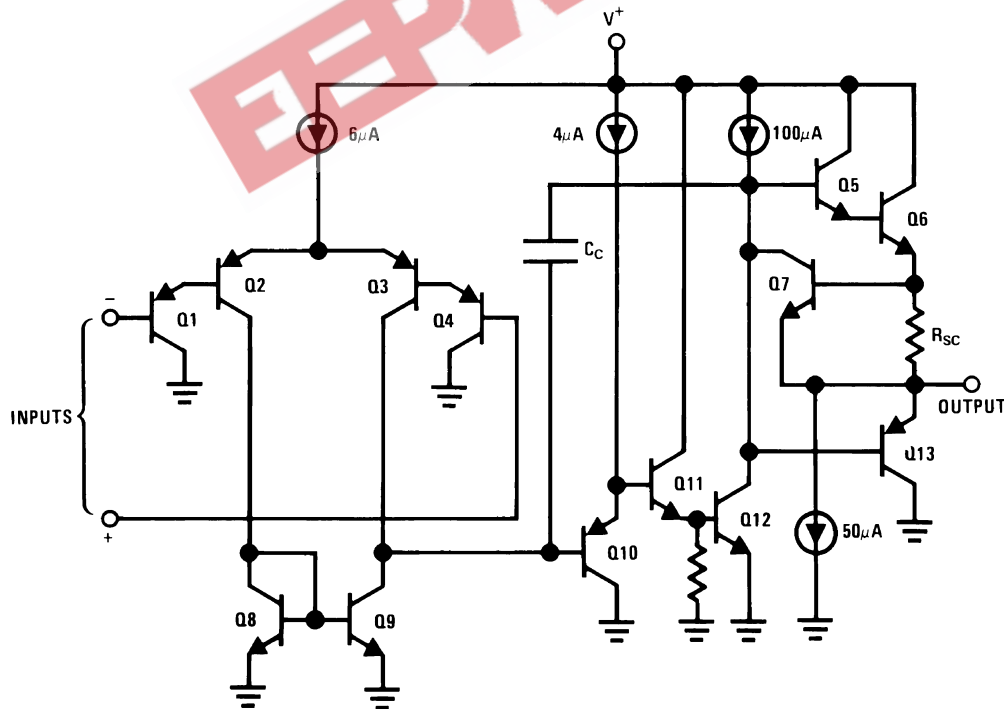 V+
6µA
4µA
100µA
Q5
Q6
CC
Q2
Q3
Q7
Q1
Q4
RSC
−
INPUTS
OUTPUT
Q13
Q11
Q12
+
Q10
50µA
Q8
Q9